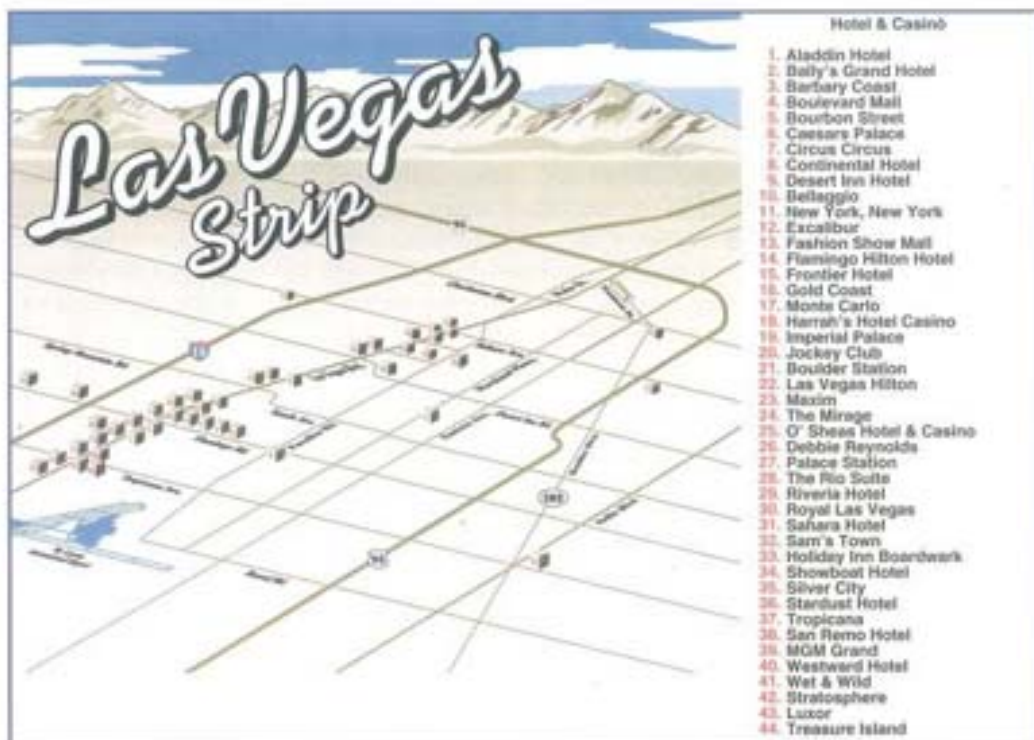 Las Vegas
Strip
Hotel & Casinò
1. Aladdin Hotel
2. Bally's Grand Hotel
3. Barbary Coast
4. Boulevard Mall
5. Bourbon Street
6. Caesars Palace
7. Circus Circus
8. Continental Hotel
9. Desert Inn Hotel
10. Bellaggio
11. New York, New York
12. Excalibur
13. Fashion Show Mall
14. Flamingo Hilton Hotel
15. Frontier Hotel
16. Gold Coast
17. Monte Carlo
18. Harrah's Hotel Casino
19. Imperial Palace
20. Jockey Club
21. Boulder Station
22. Las Vegas Hilton
23. Maxim
24. The Mirage
25. O' Sheas Hotel & Casino
26. Debbie Reynolds
27. Palace Station
28. The Rio Suite
29. Riveria Hotel
30. Royal Las Vegas
31. Sahara Hotel
32. Sam's Town
33. Holiday Inn Boardwark
34. Showboat Hotel
35. Silver City
36. Stardust Hotel
37. Tropicana
38. San Remo Hotel
39. MGM Grand
40. Westward Hotel
41. Wet & Wild
42. Stratosphere
43. Luxor
44. Treasure Island